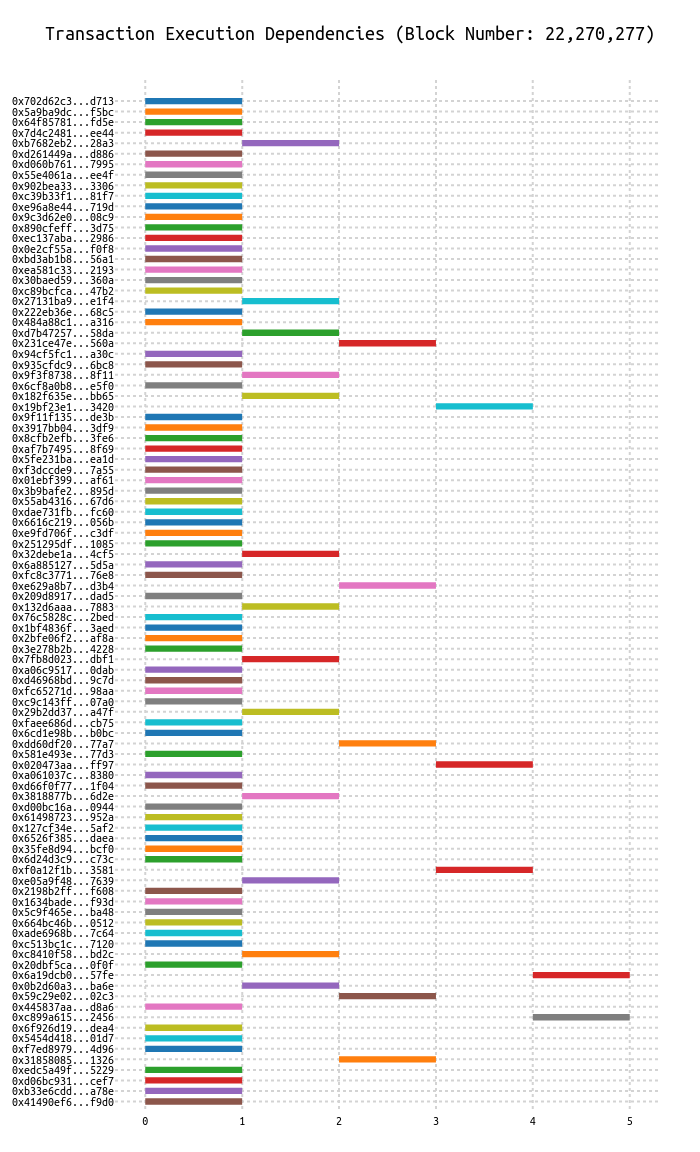 Transaction Execution Dependencies (Block Number: 22,270,277)
0x702d62c3...d713
0x5a9ba9dc...f5bc
0x64f85781...fd5e
0x7d4c2481...ee44
0xb7682eb2...28a3
0xd261449a...d886
0xd060b761...7995
0x55e4061a...ee4f
0x902bea33...3306
0xc39b33f1...81f7
0xe96a8e44...719d
0x9c3d62e0...08c9
0x890cfeff...3d75
0xec137aba...2986
0x0e2cf55a...f0f8
0xbd3ab1b8...56a1
0xea581c33...2193
0x30baed59...360a
0xc89bcfca...47b2
0x27131ba9...e1f4
0x222eb36e...68c5
0x484a88c1...a316
0xd7b47257...58da
0x231ce47e...560a
0x94cf5fc1...a30c
0x935cfdc9...6bc8
0x9f3f8738...8f11
0x6cf8a0b8...e5f0
0x182f635e...bb65
0x19bf23e1...3420
0x9f11f135...de3b
0x3917bb04...3df9
0x8cfb2efb...3fe6
0xaf7b7495...8f69
0x5fe231ba...ea1d
0xf3dccde9...7a55
0x01ebf399...af61
0x3b9bafe2...895d
0x55ab4316...67d6
0xdae731fb...fc60
0x6616c219...056b
0xe9fd706f...c3df
0x251295df...1085
0x32debe1a...4cf5
0x6a885127...5d5a
0xfc8c3771...76e8
0xe629a8b7...d3b4
0x209d8917...dad5
0x132d6aaa...7883
0x76c5828c...2bed
0x1bf4836f...3aed
0x2bfe06f2...af8a
0x3e278b2b...4228
0x7fb8d023...dbf1
0xa06c9517...0dab
0xd46968bd...9c7d
0xfc65271d...98aa
0xc9c143ff...07a0
0x29b2dd37...a47f
0xfaee686d...cb75
0x6cd1e98b...b0bc
0xdd60df20...77a7
0x581e493e...77d3
0x020473aa...ff97
0xa061037c...8380
0xd66f0f77...1f04
0x3818877b...6d2e
0xd00bc16a...0944
0x61498723...952a
0x127cf34e...5af2
0x6526f385...daea
0x35fe8d94...bcf0
0x6d24d3c9...c73c
0xf0a12f1b...3581
0xe05a9f48...7639
0x2198b2ff...f608
0x1634bade...f93d
0x5c9f465e...ba48
0x664bc46b...0512
0xade6968b...7c64
0xc513bc1c...7120
0xc8410f58...bd2c
0x20dbf5ca...0f0f
0x6a19dcb0...57fe
0x0b2d60a3...ba6e
0x59c29e02...02c3
0x445837aa...d8a6
0xc899a615...2456
0x6f926d19...dea4
0x5454d418...01d7
0xf7ed8979...4d96
0x31858085...1326
0xedc5a49f...5229
0xd06bc931...cef7
0xb33e6cdd...a78e
0x41490ef6...f9d0
0 1 2 3 4 5